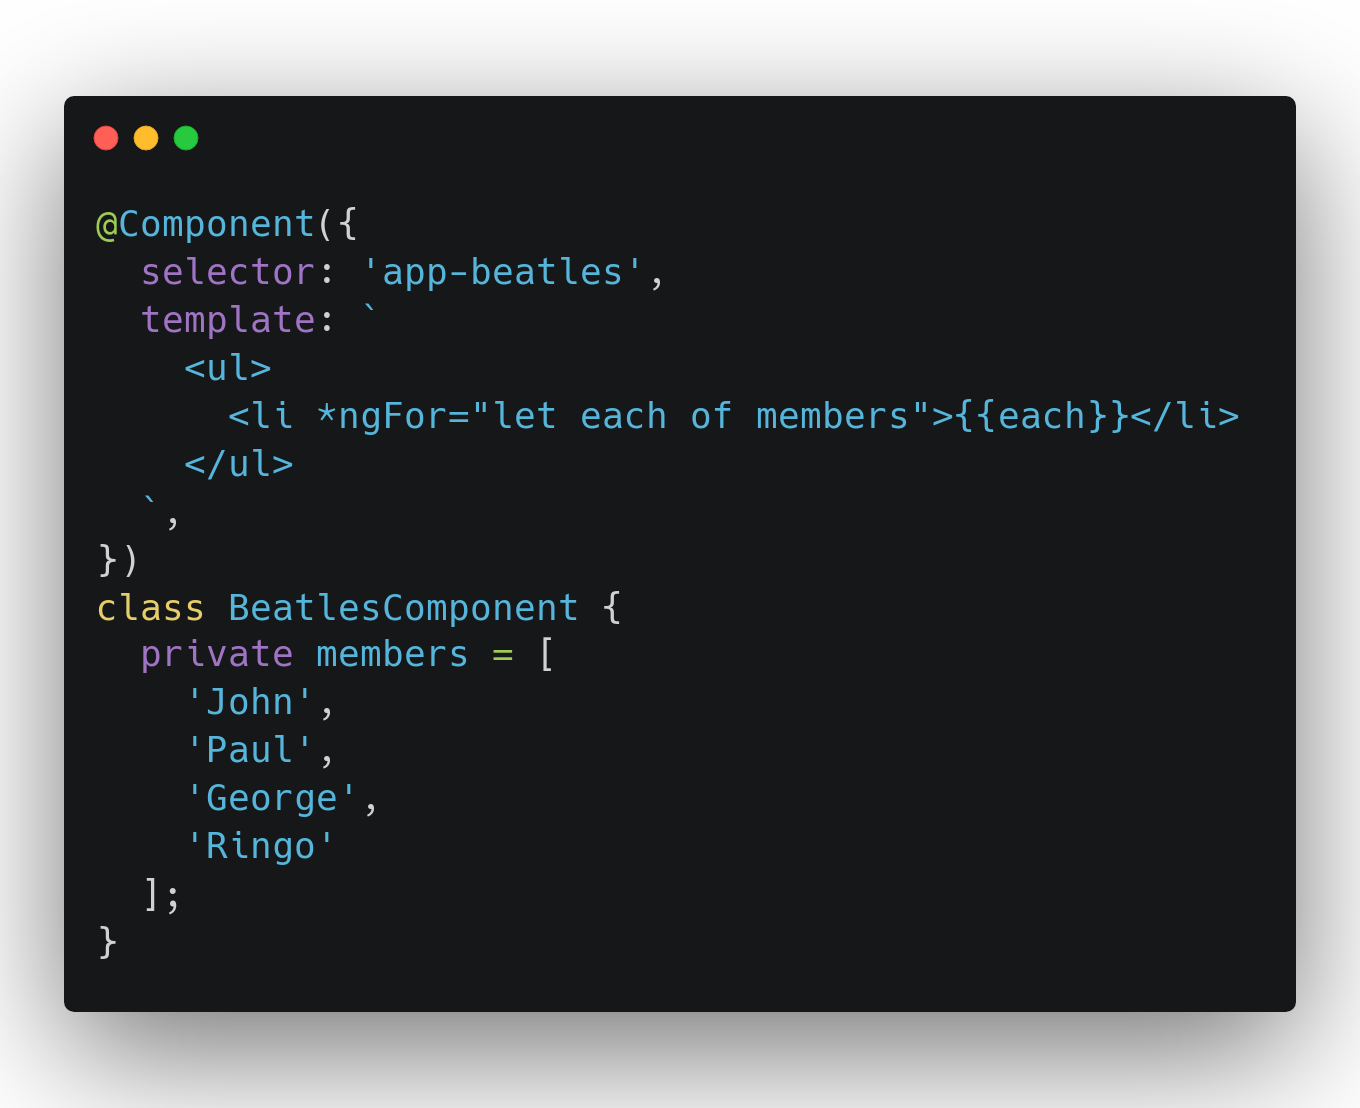 @Component({
  selector: 'app-beatles',
  template: `
    <ul>
      <li *ngFor="let each of members">{{each}}</li>
    </ul>
  `,
})
class BeatlesComponent {
  private members = [
    'John',
    'Paul',
    'George',
    'Ringo'
  ];
}